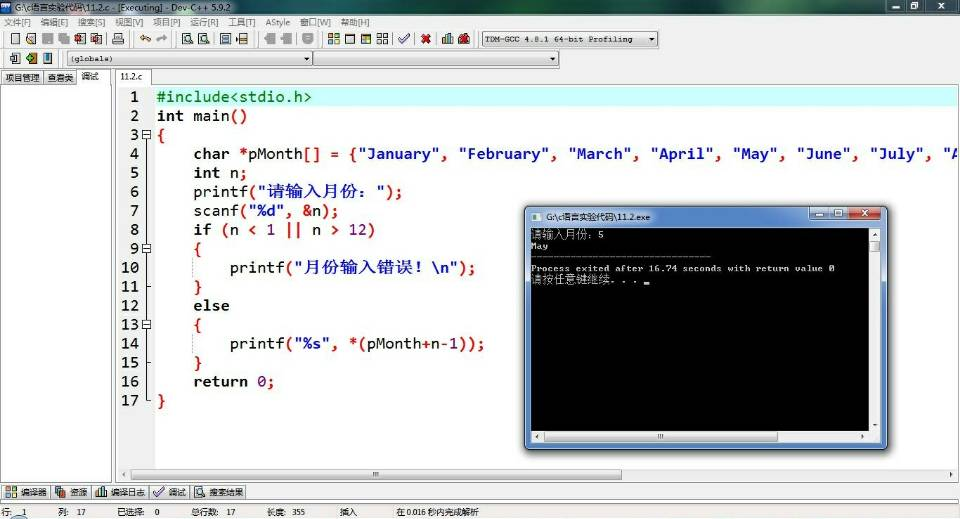 G:\c语言实验代码\11.2.c - [Executing] - Dev-C++ 5.9.2
文件[F] 编辑[E] 搜索[S] 视图[V] 项目[P] 运行[R] 工具[T] AStyle 窗口[W] 帮助[H]
TDM-GCC 4.8.1 64-bit Profiling
(globals)
项目管理 查看类 调试 11.2.c
1 #include<stdio.h>
2 int main()
3 {
4 char *pMonth[] = {"January", "February", "March", "April", "May", "June", "July", "A
5 int n;
6 printf("请输入月份：");
7 scanf("%d", &n);
8 if (n < 1 || n > 12)
9 {
10 printf("月份输入错误！\n");
11 }
12 else
13 {
14 printf("%s", *(pMonth+n-1));
15 }
16 return 0;
17 }
G:\c语言实验代码\11.2.exe
请输入月份：5
May
--------------------------------
Process exited after 16.74 seconds with return value 0
请按任意键继续. . .
编译器 资源 编译日志 调试 搜索结果
行: 1 列: 17 已选择: 0 总行数: 17 长度: 355 插入 在 0.016 秒内完成解析